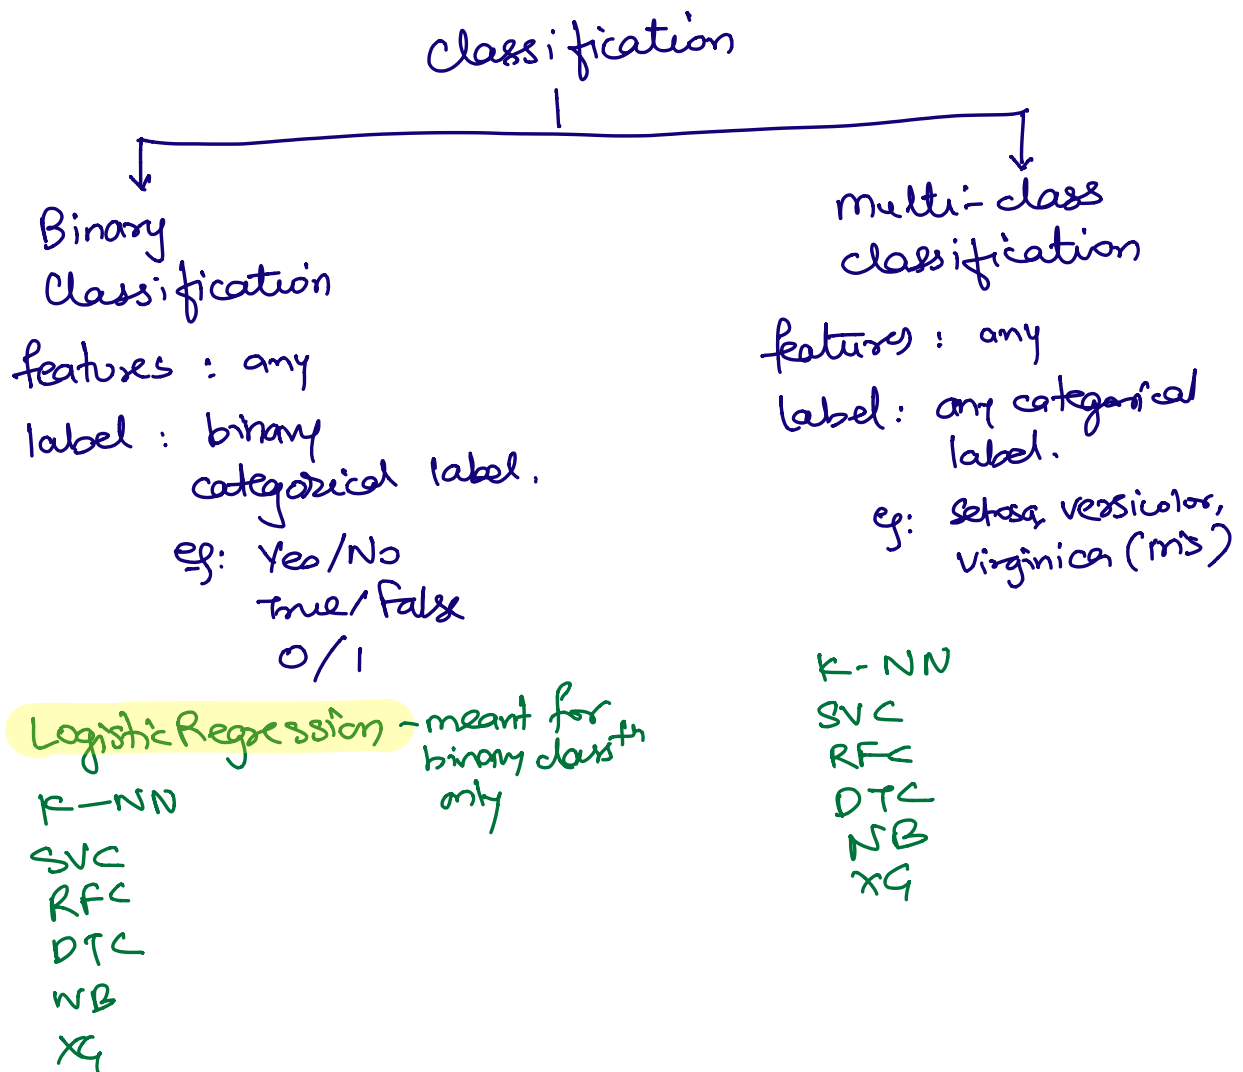 Classification
Binary
Classification
features : any
label : binary
categorical label.
eg: Yes/No
True/False
0/1
LogisticRegression - meant for
binary class
only
K-NN
SVC
RFC
DTC
NB
XG
Multi-class
classification
features : any
label : any categorical
label.
eg: setosa, versicolor,
virginica
K-NN
SVC
RFC
DTC
NB
XG